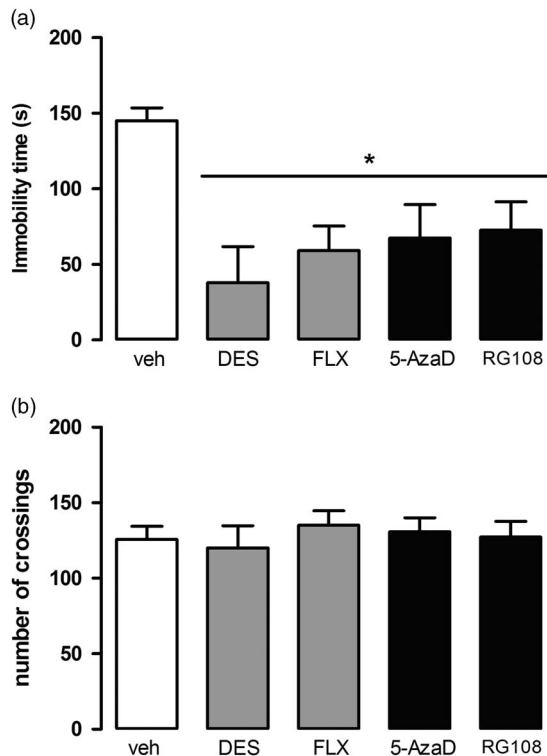 (a)
200
150
100
50
0
Immobility time (s)
*
veh DES FLX 5-AzaD RG108
(b)
200
150
100
50
0
number of crossings
veh DES FLX 5-AzaD RG108